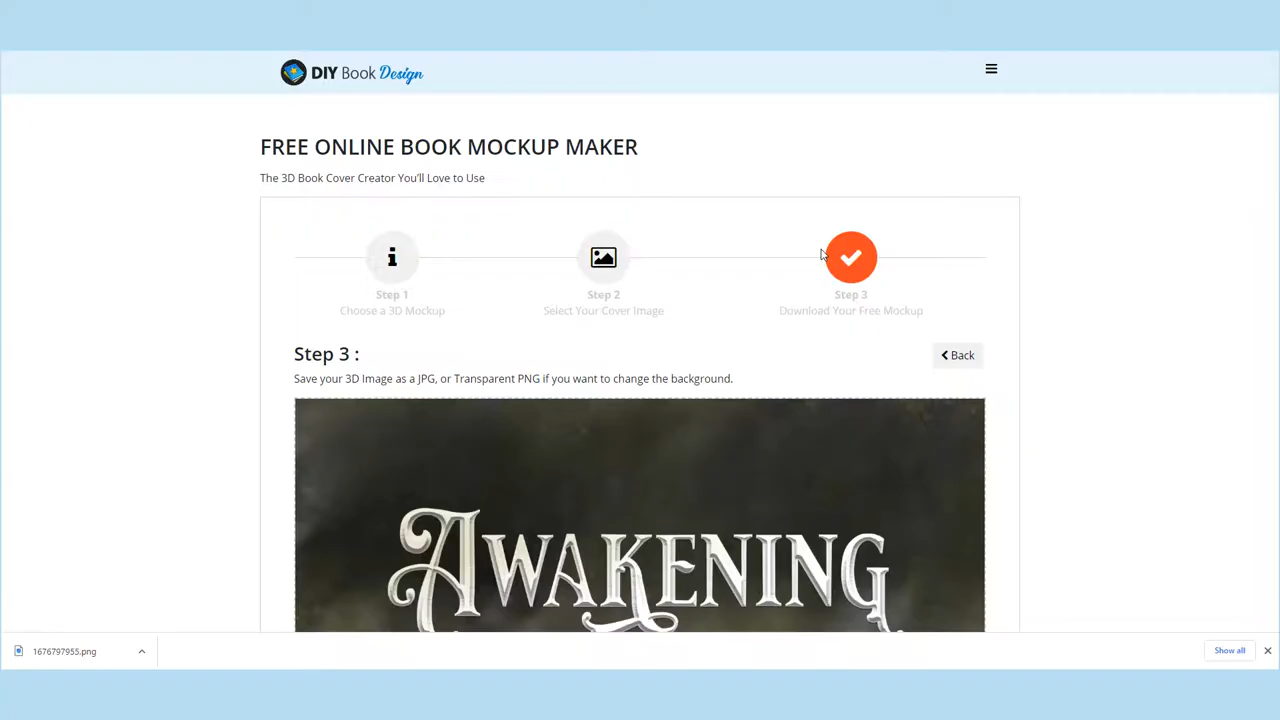 DIY Book Design
FREE ONLINE BOOK MOCKUP MAKER
The 3D Book Cover Creator You'll Love to Use
Step 1
Choose a 3D Mockup
Step 2
Select Your Cover Image
Step 3
Download Your Free Mockup
Step 3 :
Back
Save your 3D Image as a JPG, or Transparent PNG if you want to change the background.
AWAKENING
1676797955.png
Show all